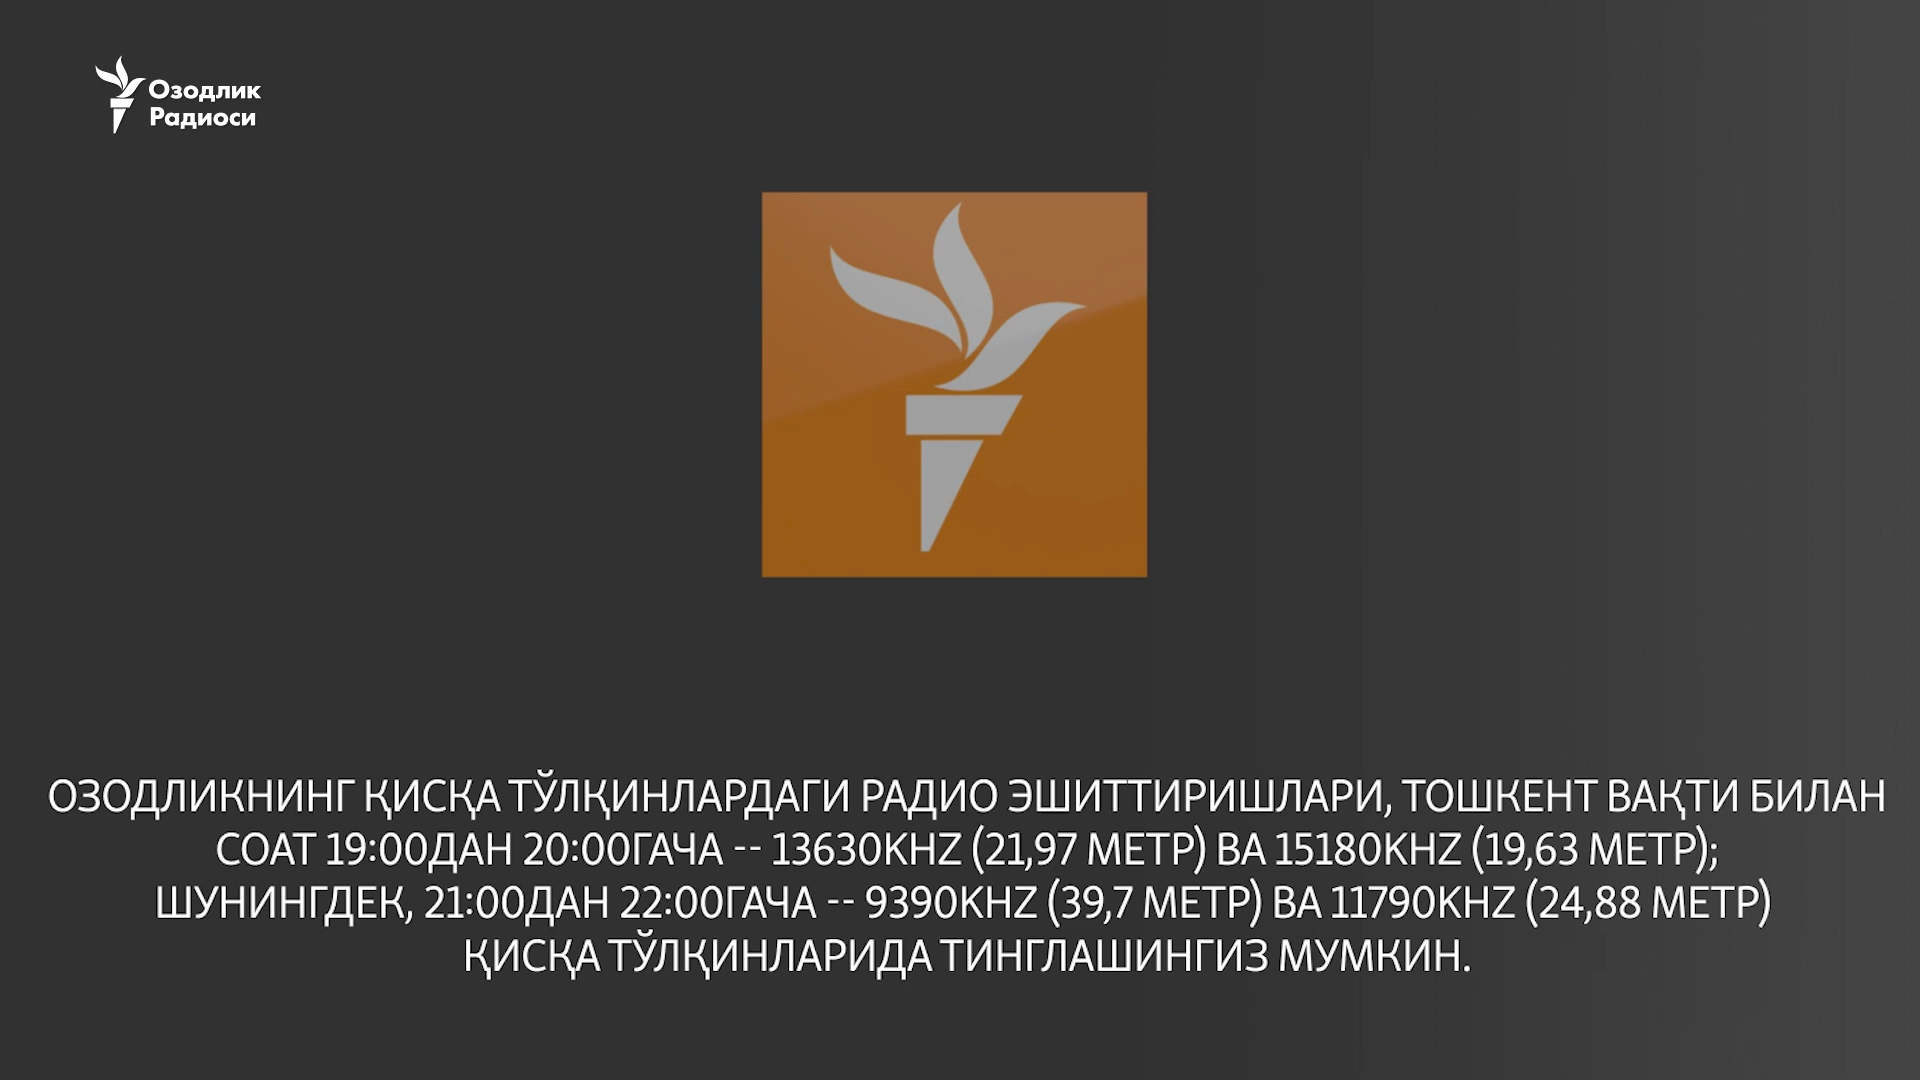 Озодлик
Радиоси
ОЗОДЛИКНИНГ ҚИСҚА ТЎЛҚИНЛАРДАГИ РАДИО ЭШИТТИРИШЛАРИ, ТОШКЕНТ ВАҚТИ БИЛАН
СОАТ 19:00ДАН 20:00ГАЧА -- 13630KHZ (21,97 МЕТР) ВА 15180KHZ (19,63 МЕТР);
ШУНИНГДЕК, 21:00ДАН 22:00ГАЧА -- 9390KHZ (39,7 МЕТР) ВА 11790KHZ (24,88 МЕТР)
ҚИСҚА ТЎЛҚИНЛАРИДА ТИНГЛАШИНГИЗ МУМКИН.